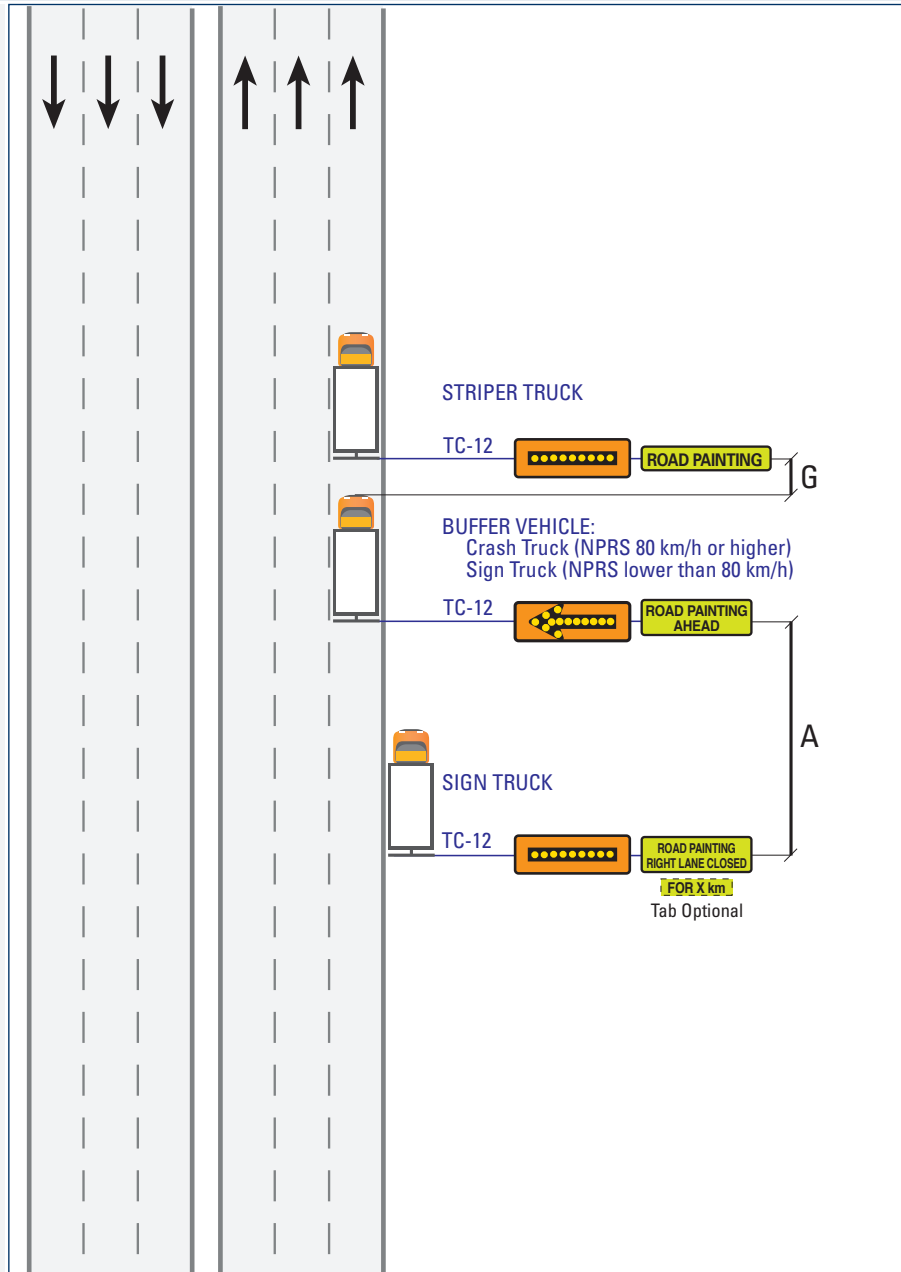 STRIPER TRUCK
TC-12
ROAD PAINTING
G
BUFFER VEHICLE:
Crash Truck (NPRS 80 km/h or higher)
Sign Truck (NPRS lower than 80 km/h)
TC-12
ROAD PAINTING
AHEAD
A
SIGN TRUCK
TC-12
ROAD PAINTING
RIGHT LANE CLOSED
FOR X km
Tab Optional